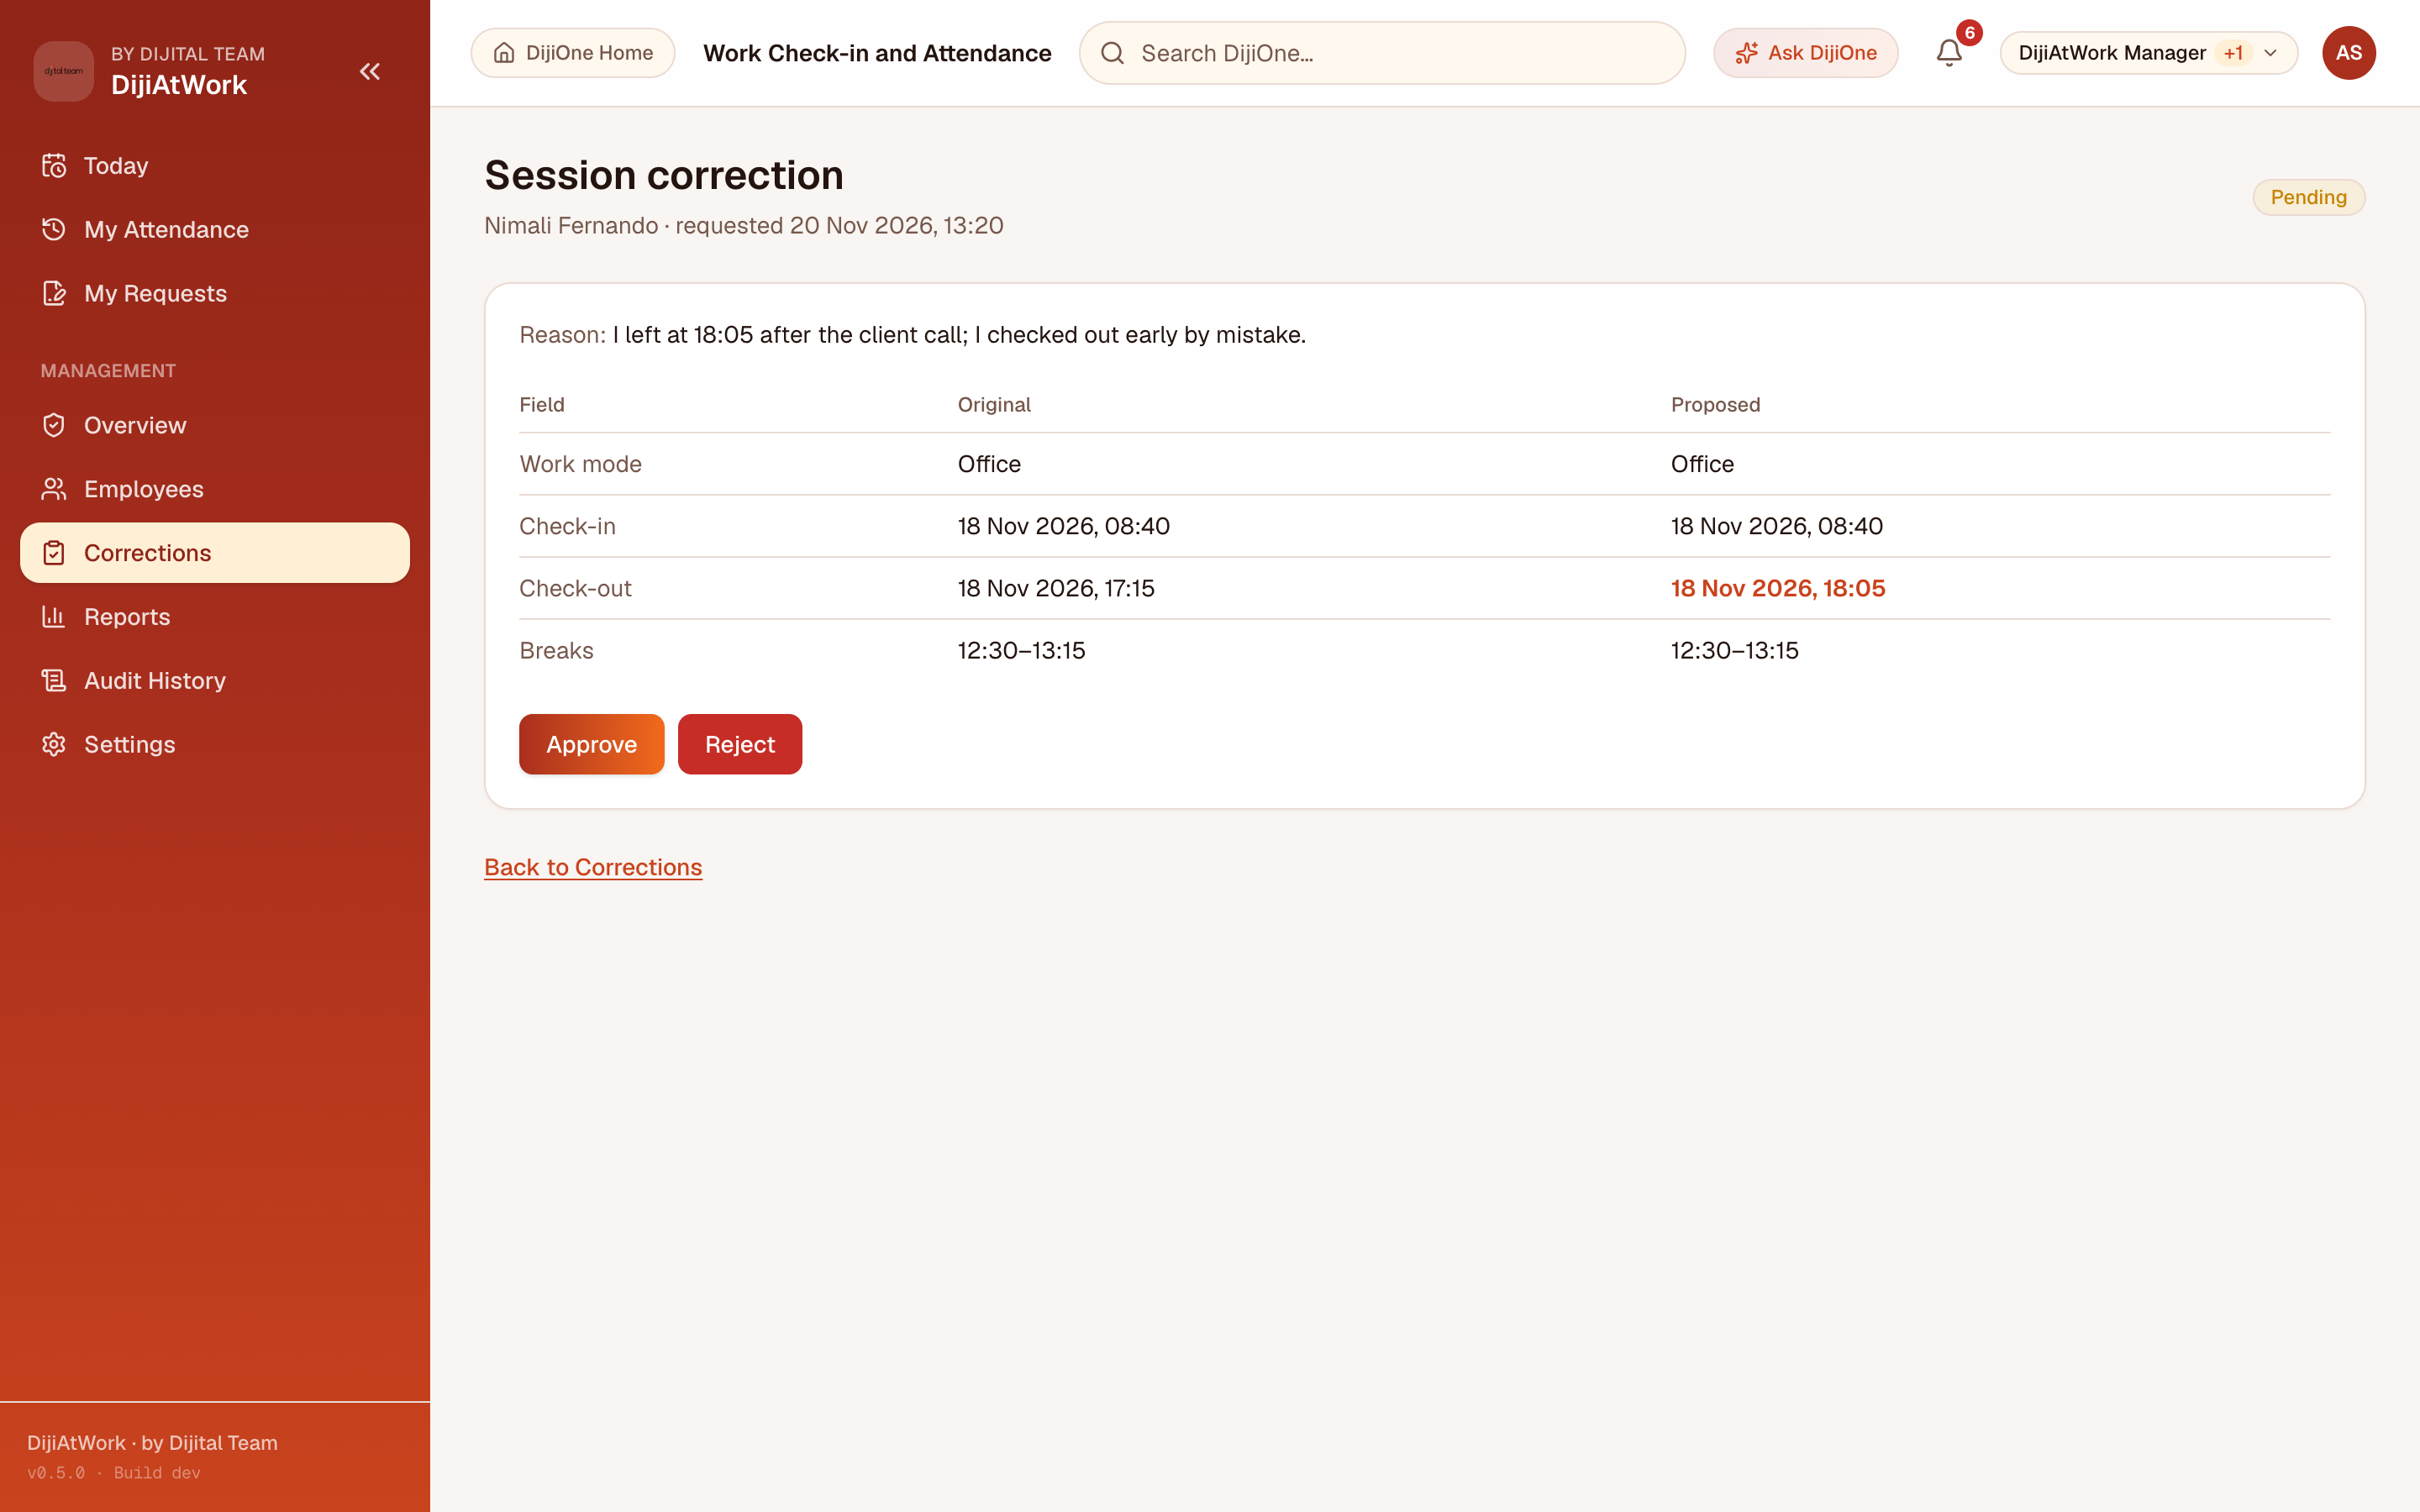 dijital team
BY DIJITAL TEAM
DijiAtWork
Today
My Attendance
My Requests
MANAGEMENT
Overview
Employees
Corrections
Reports
Audit History
Settings
DijiAtWork · by Dijital Team
v0.5.0 · Build dev
DijiOne Home
Work Check-in and Attendance
Search DijiOne...
Ask DijiOne
6
DijiAtWork Manager +1
AS
Session correction
Nimali Fernando · requested 20 Nov 2026, 13:20
Pending
Reason: I left at 18:05 after the client call; I checked out early by mistake.
Field Original Proposed
Work mode Office Office
Check-in 18 Nov 2026, 08:40 18 Nov 2026, 08:40
Check-out 18 Nov 2026, 17:15 18 Nov 2026, 18:05
Breaks 12:30–13:15 12:30–13:15
Approve Reject
Back to Corrections